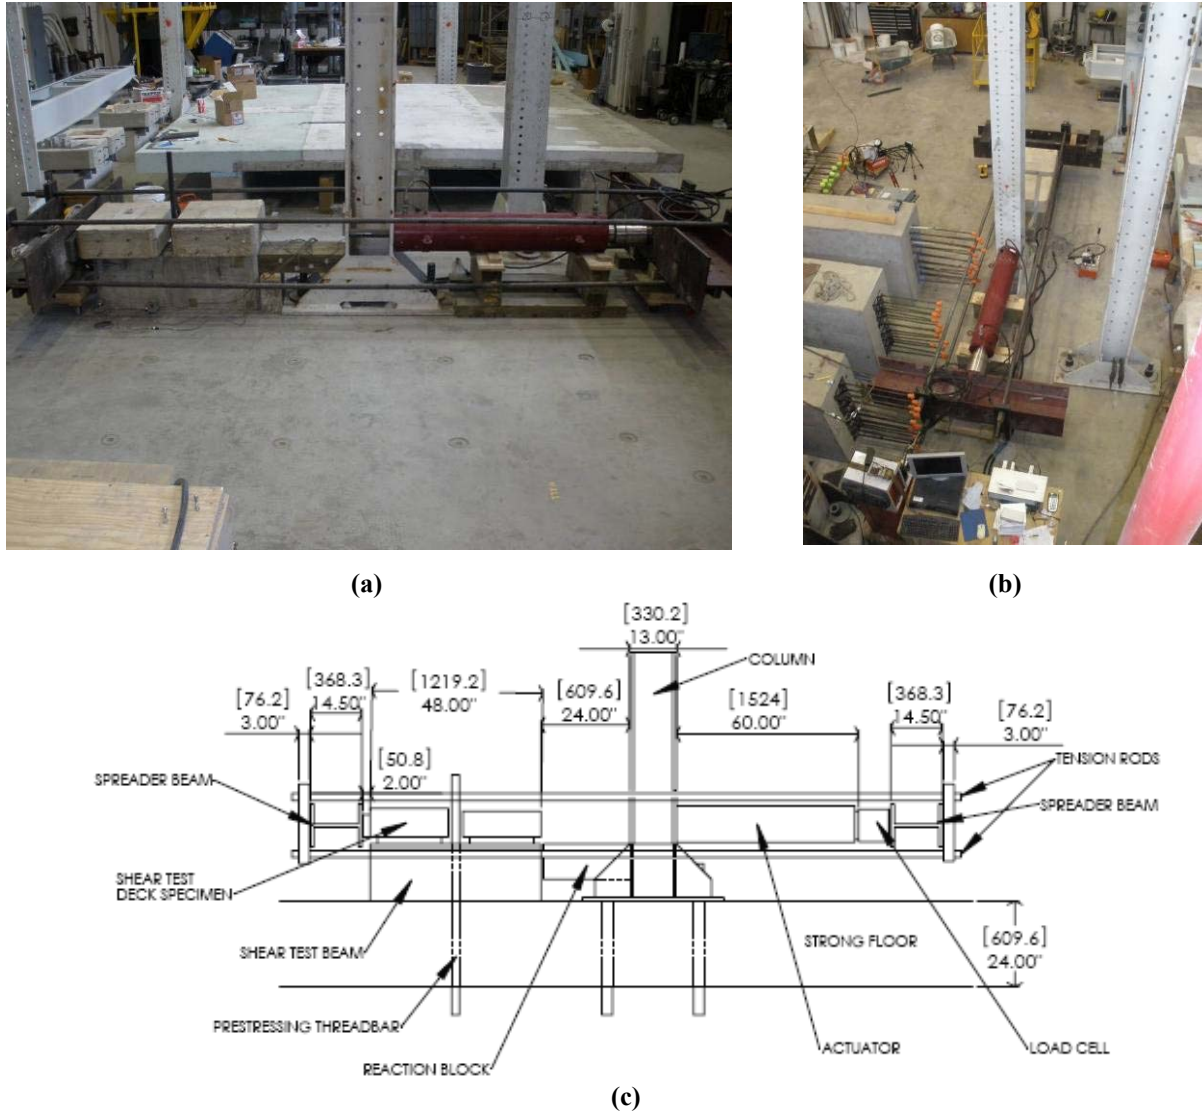 (a)
(b)
[330.2]
13.00"
COLUMN
[368.3]
14.50"
[1219.2]
48.00"
[609.6]
24.00"
[1524]
60.00"
[368.3]
14.50"
[76.2]
3.00"
[76.2]
3.00"
[50.8]
2.00"
TENSION RODS
SPREADER BEAM
SPREADER BEAM
SHEAR TEST
DECK SPECIMEN
SHEAR TEST BEAM
STRONG FLOOR
[609.6]
24.00"
PRESTRESSING THREADBAR
REACTION BLOCK
ACTUATOR
LOAD CELL
(c)